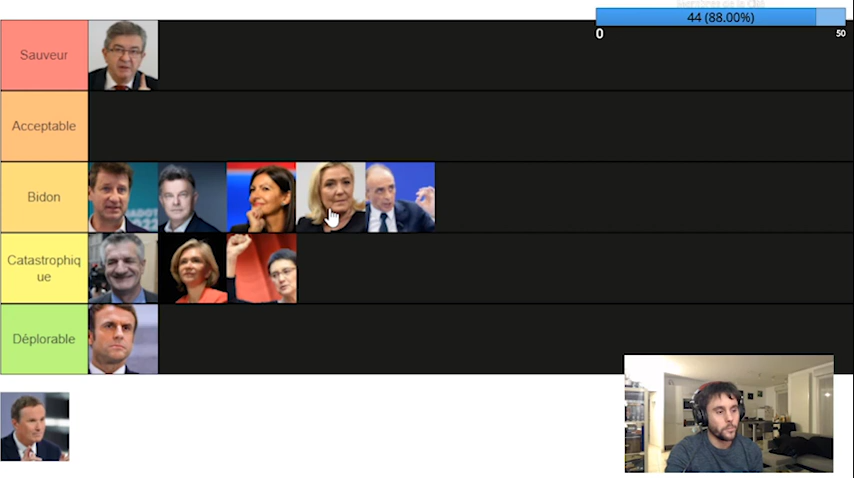 44 (88.00%)
0
50
Sauveur
Acceptable
Bidon
Catastrophiq
ue
Déplorable